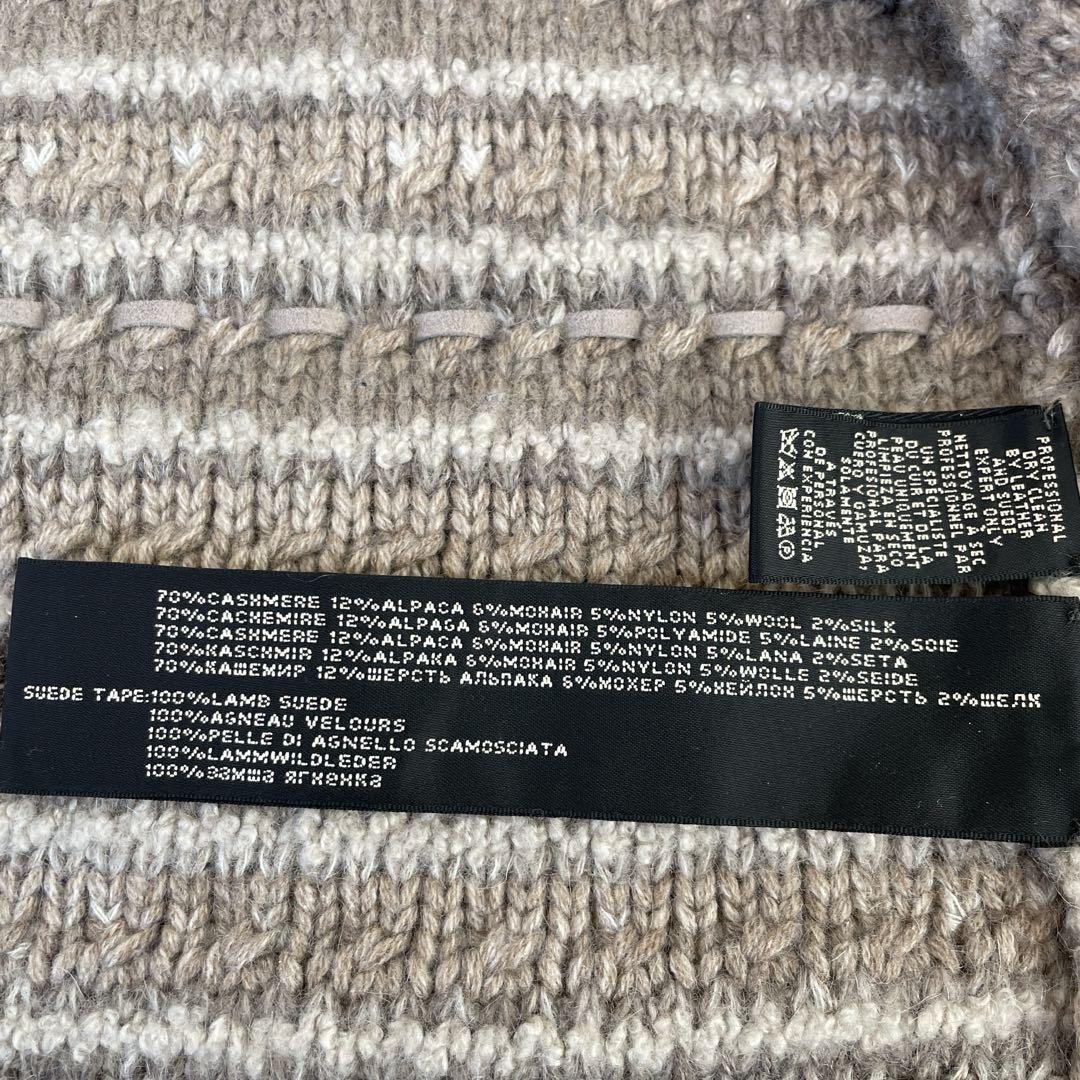 PROFESSIONAL
DRY CLEAN
BY LEATHER
AND SUEDE
EXPERT ONLY
NETTOYAGE À SEC
PROFESSIONNEL PAR
UN SPÉCIALISTE
DU CUIR ET DE LA
PEAU UNIQUEMENT
LIMPIEZA EN SECO
PROFESIONAL PARA
CUERO Y GAMUZA,
SOLAMENTE
A TRAVÉS
DE PERSONAL
CON EXPERIENCIA
70%CASHMERE 12%ALPACA 6%MOHAIR 5%NYLON 5%WOOL 2%SILK
70%CACHEMIRE 12%ALPAGA 6%MOHAIR 5%POLYAMIDE 5%LAINE 2%SOIE
70%CASHMERE 12%ALPACA 6%MOHAIR 5%NYLON 5%LANA 2%SETA
70%KASCHMIR 12%ALPAKA 6%MOHAIR 5%NYLON 5%WOLLE 2%SEIDE
70%КАШЕМИР 12%ШЕРСТЬ АЛЬПАКА 6%МОХЕР 5%НЕЙЛОН 5%ШЕРСТЬ 2%ШЕЛК
SUEDE TAPE:100%LAMB SUEDE
100%AGNEAU VELOURS
100%PELLE DI AGNELLO SCAMOSCIATA
100%LAMMWILDLEDER
100%замша ягненка